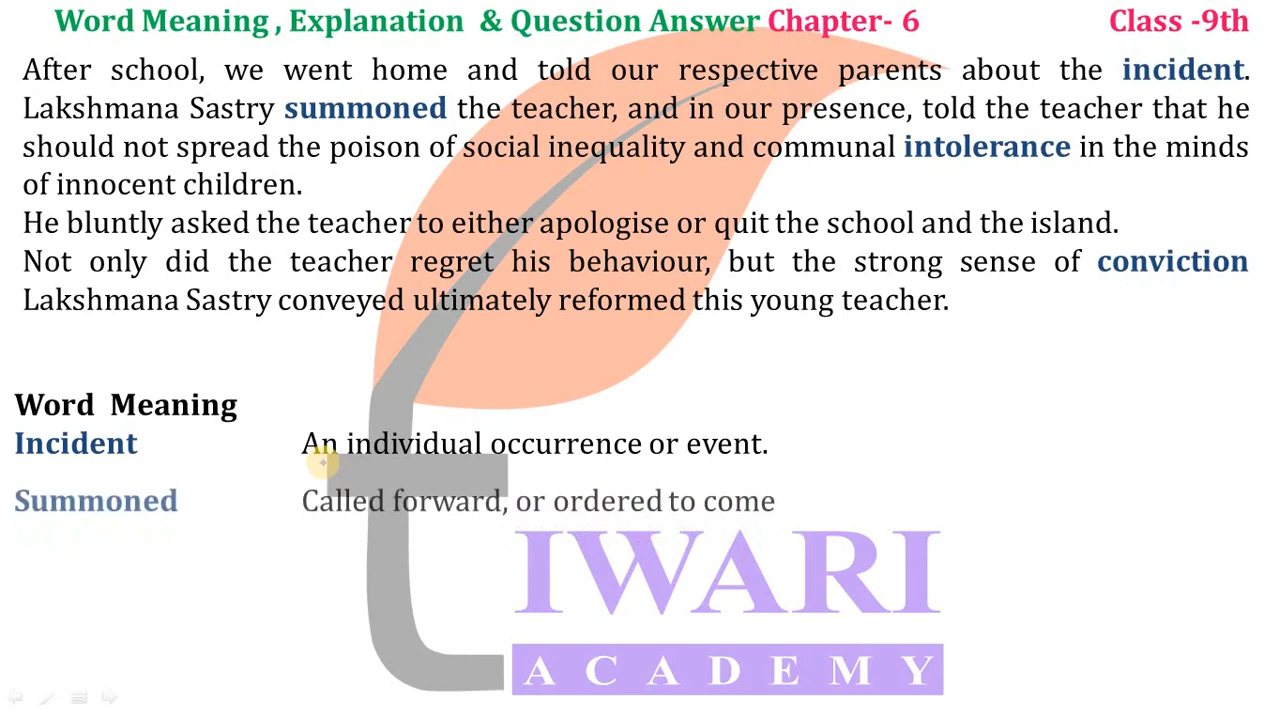 Word Meaning , Explanation & Question Answer Chapter- 6 Class -9th
After school, we went home and told our respective parents about the incident.
Lakshmana Sastry summoned the teacher, and in our presence, told the teacher that he
should not spread the poison of social inequality and communal intolerance in the minds
of innocent children.
He bluntly asked the teacher to either apologise or quit the school and the island.
Not only did the teacher regret his behaviour, but the strong sense of conviction
Lakshmana Sastry conveyed ultimately reformed this young teacher.
Word Meaning
Incident An individual occurrence or event.
Summoned Called forward, or ordered to come
tIWARI
ACADEMY